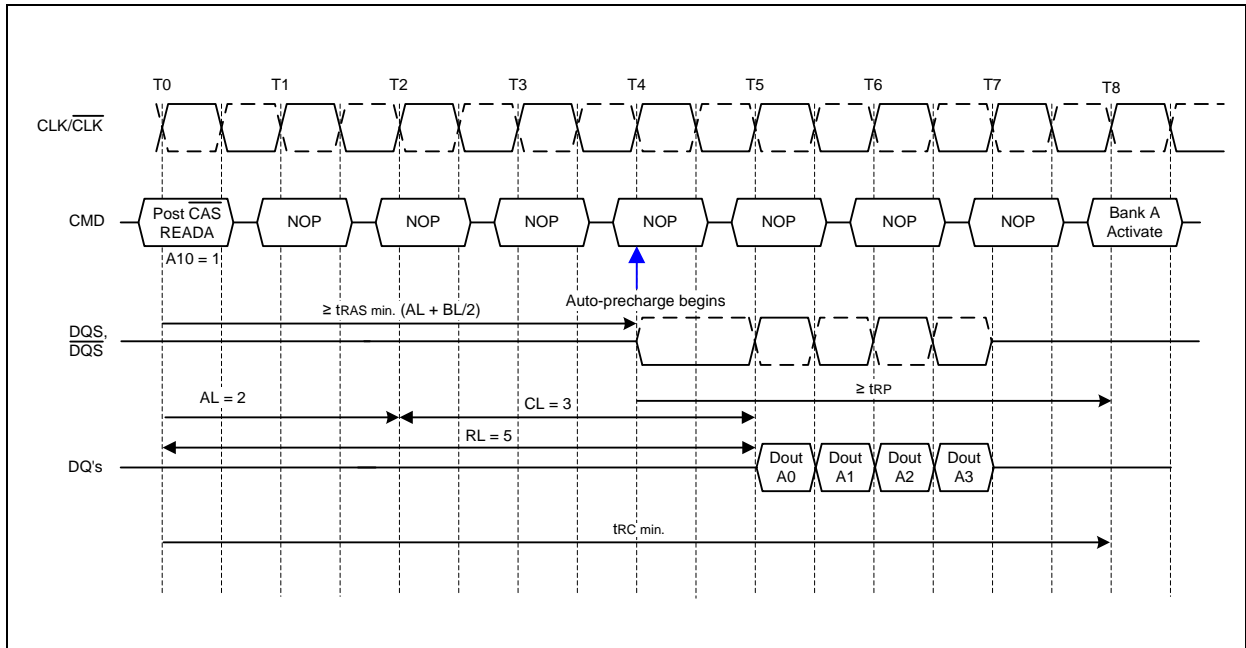 T0 T1 T2 T3 T4 T5 T6 T7 T8
CLK/CLK
CMD
Post CAS
READA
NOP NOP NOP NOP NOP NOP NOP
Bank A
Activate
A10 = 1
Auto-precharge begins
≥ tRAS min. (AL + BL/2)
DQS,
DQS
≥ tRP
AL = 2
CL = 3
RL = 5
DQ's
Dout
A0
Dout
A1
Dout
A2
Dout
A3
tRC min.